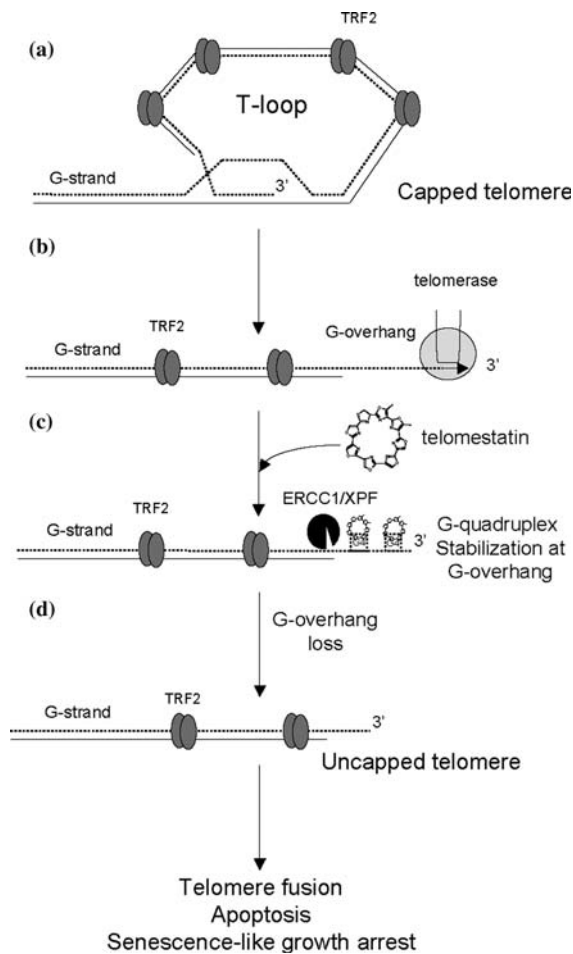 (a)
TRF2
T-loop
G-strand
3'
Capped telomere
(b)
telomerase
TRF2
G-overhang
G-strand
3'
(c)
telomestatin
ERCC1/XPF
TRF2
G-strand
3'
G-quadruplex
Stabilization at
G-overhang
(d)
G-overhang
loss
TRF2
G-strand
3'
Uncapped telomere
Telomere fusion
Apoptosis
Senescence-like growth arrest